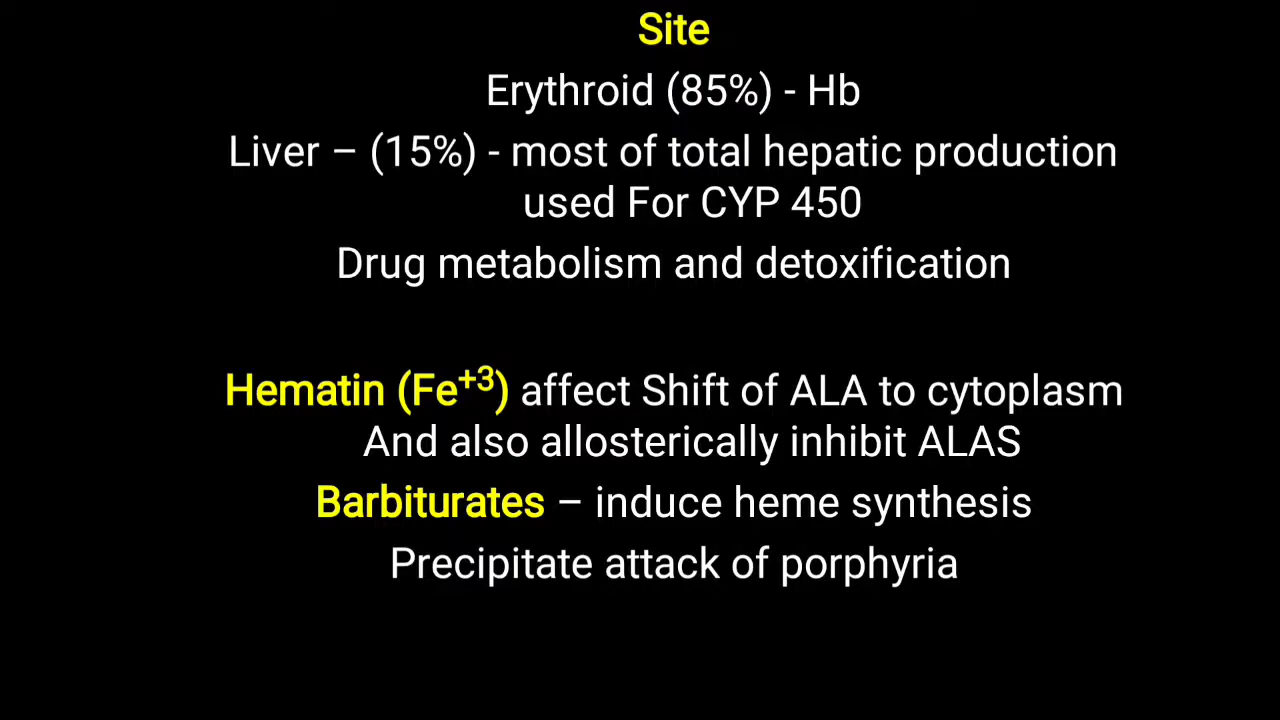 Site
Erythroid (85%) - Hb
Liver – (15%) - most of total hepatic production
used For CYP 450
Drug metabolism and detoxification
Hematin (Fe⁺³) affect Shift of ALA to cytoplasm
And also allosterically inhibit ALAS
Barbiturates – induce heme synthesis
Precipitate attack of porphyria